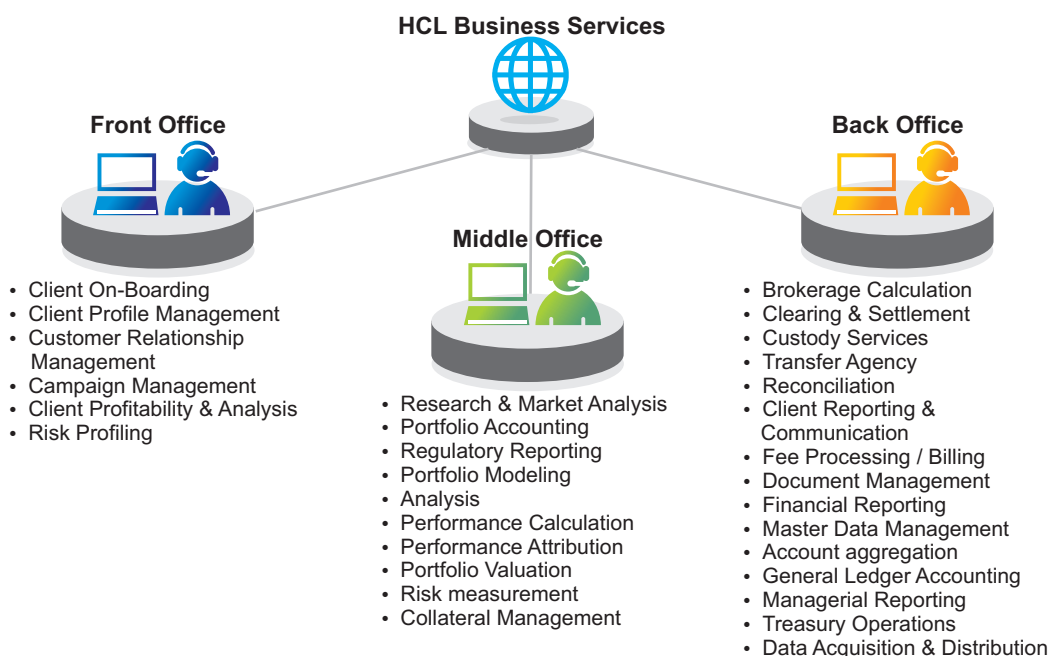 HCL Business Services
Front Office
• Client On-Boarding
• Client Profile Management
• Customer Relationship
Management
• Campaign Management
• Client Profitability & Analysis
• Risk Profiling
Middle Office
• Research & Market Analysis
• Portfolio Accounting
• Regulatory Reporting
• Portfolio Modeling
• Analysis
• Performance Calculation
• Performance Attribution
• Portfolio Valuation
• Risk measurement
• Collateral Management
Back Office
• Brokerage Calculation
• Clearing & Settlement
• Custody Services
• Transfer Agency
• Reconciliation
• Client Reporting &
Communication
• Fee Processing / Billing
• Document Management
• Financial Reporting
• Master Data Management
• Account aggregation
• General Ledger Accounting
• Managerial Reporting
• Treasury Operations
• Data Acquisition & Distribution